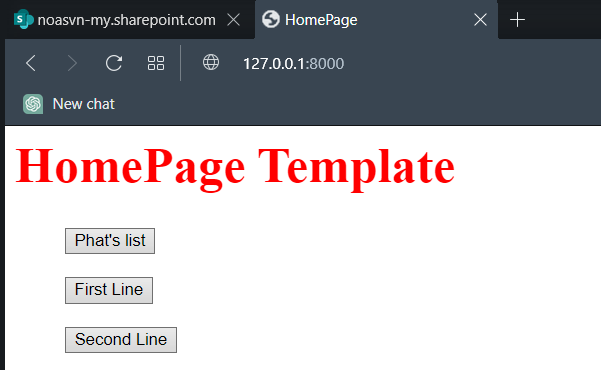 noasvn-my.sharepoint.com
HomePage
127.0.0.1:8000
New chat
HomePage Template
Phat's list
First Line
Second Line